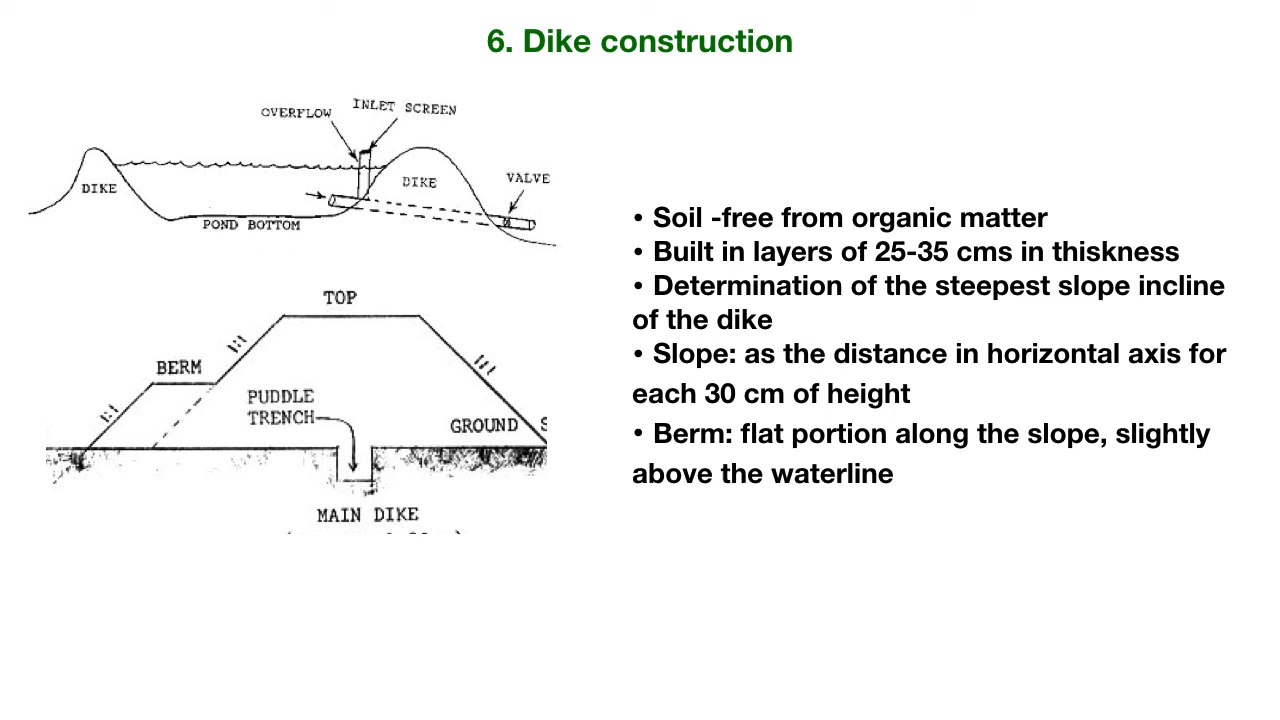 6. Dike construction
OVERFLOW
INLET SCREEN
DIKE
DIKE
VALVE
POND BOTTOM
• Soil -free from organic matter
• Built in layers of 25-35 cms in thiskness
• Determination of the steepest slope incline
of the dike
• Slope: as the distance in horizontal axis for
each 30 cm of height
• Berm: flat portion along the slope, slightly
above the waterline
TOP
1:1
BERM
1:1
PUDDLE
TRENCH
GROUND
MAIN DIKE